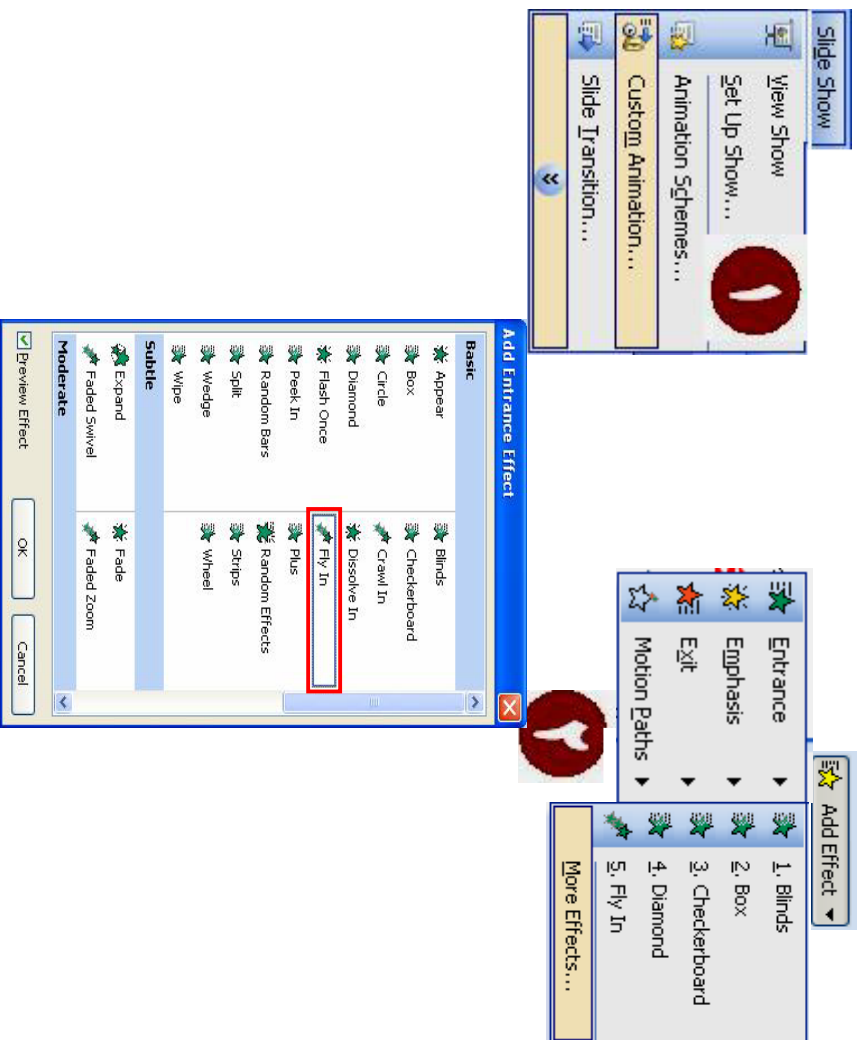 Slide Show
View Show
Set Up Show...
Animation Schemes...
Custom Animation...
Slide Transition...
۱
Add Effect
Entrance
Emphasis
Exit
Motion Paths
1. Blinds
2. Box
3. Checkerboard
4. Diamond
5. Fly In
More Effects...
۲
Add Entrance Effect
Basic
Appear Blinds
Box Checkerboard
Circle Crawl In
Diamond Dissolve In
Flash Once Fly In
Peek In Plus
Random Bars Random Effects
Split Strips
Wedge Wheel
Wipe
Subtle
Expand Fade
Faded Swivel Faded Zoom
Moderate
Preview Effect OK Cancel